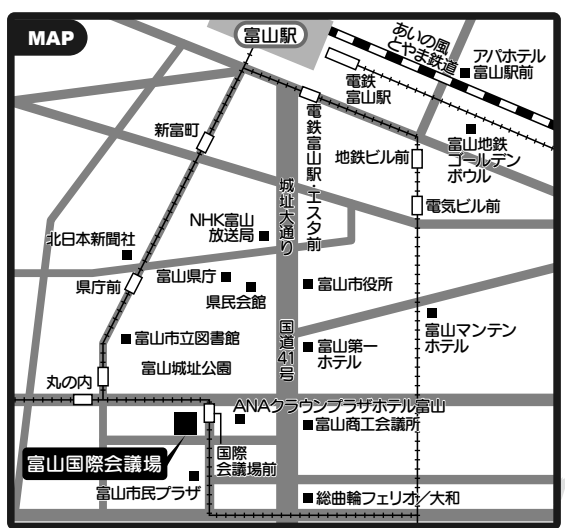 MAP
富山駅
あいの風
とやま鉄道
アパホテル
富山駅前
電鉄
富山駅
新富町
電鉄富山駅・エスタ前
地鉄ビル前
富山地鉄
ゴールデン
ボウル
城址大通り
電気ビル前
NHK富山
放送局
北日本新聞社
富山県庁
県庁前
県民会館
富山市役所
国道41号
富山マンテン
ホテル
富山市立図書館
富山第一
ホテル
富山城址公園
丸の内
ANAクラウンプラザホテル富山
富山商工会議所
国際
会議場前
富山国際会議場
富山市民プラザ
総曲輪フェリオ／大和